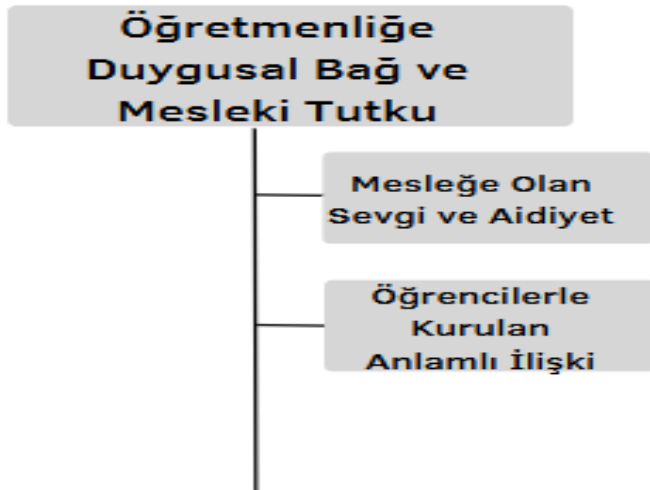 Öğretmenliğe
Duygusal Bağ ve
Mesleki Tutku
Mesleğe Olan
Sevgi ve Aidiyet
Öğrencilerle
Kurulan
Anlamlı İlişki